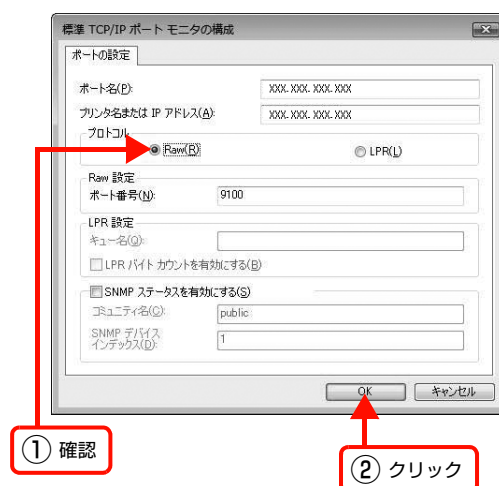 標準 TCP/IP ポート モニタの構成
ポートの設定
ポート名(P): XXX. XXX. XXX. XXX
プリンタ名または IP アドレス(A): XXX. XXX. XXX. XXX
プロトコル
Raw(R) LPR(L)
Raw 設定
ポート番号(N): 9100
LPR 設定
キュー名(Q):
LPR バイト カウントを有効にする(B)
SNMP ステータスを有効にする(S)
コミュニティ名(C): public
SNMP デバイス
インデックス(D): 1
OK キャンセル
① 確認
② クリック